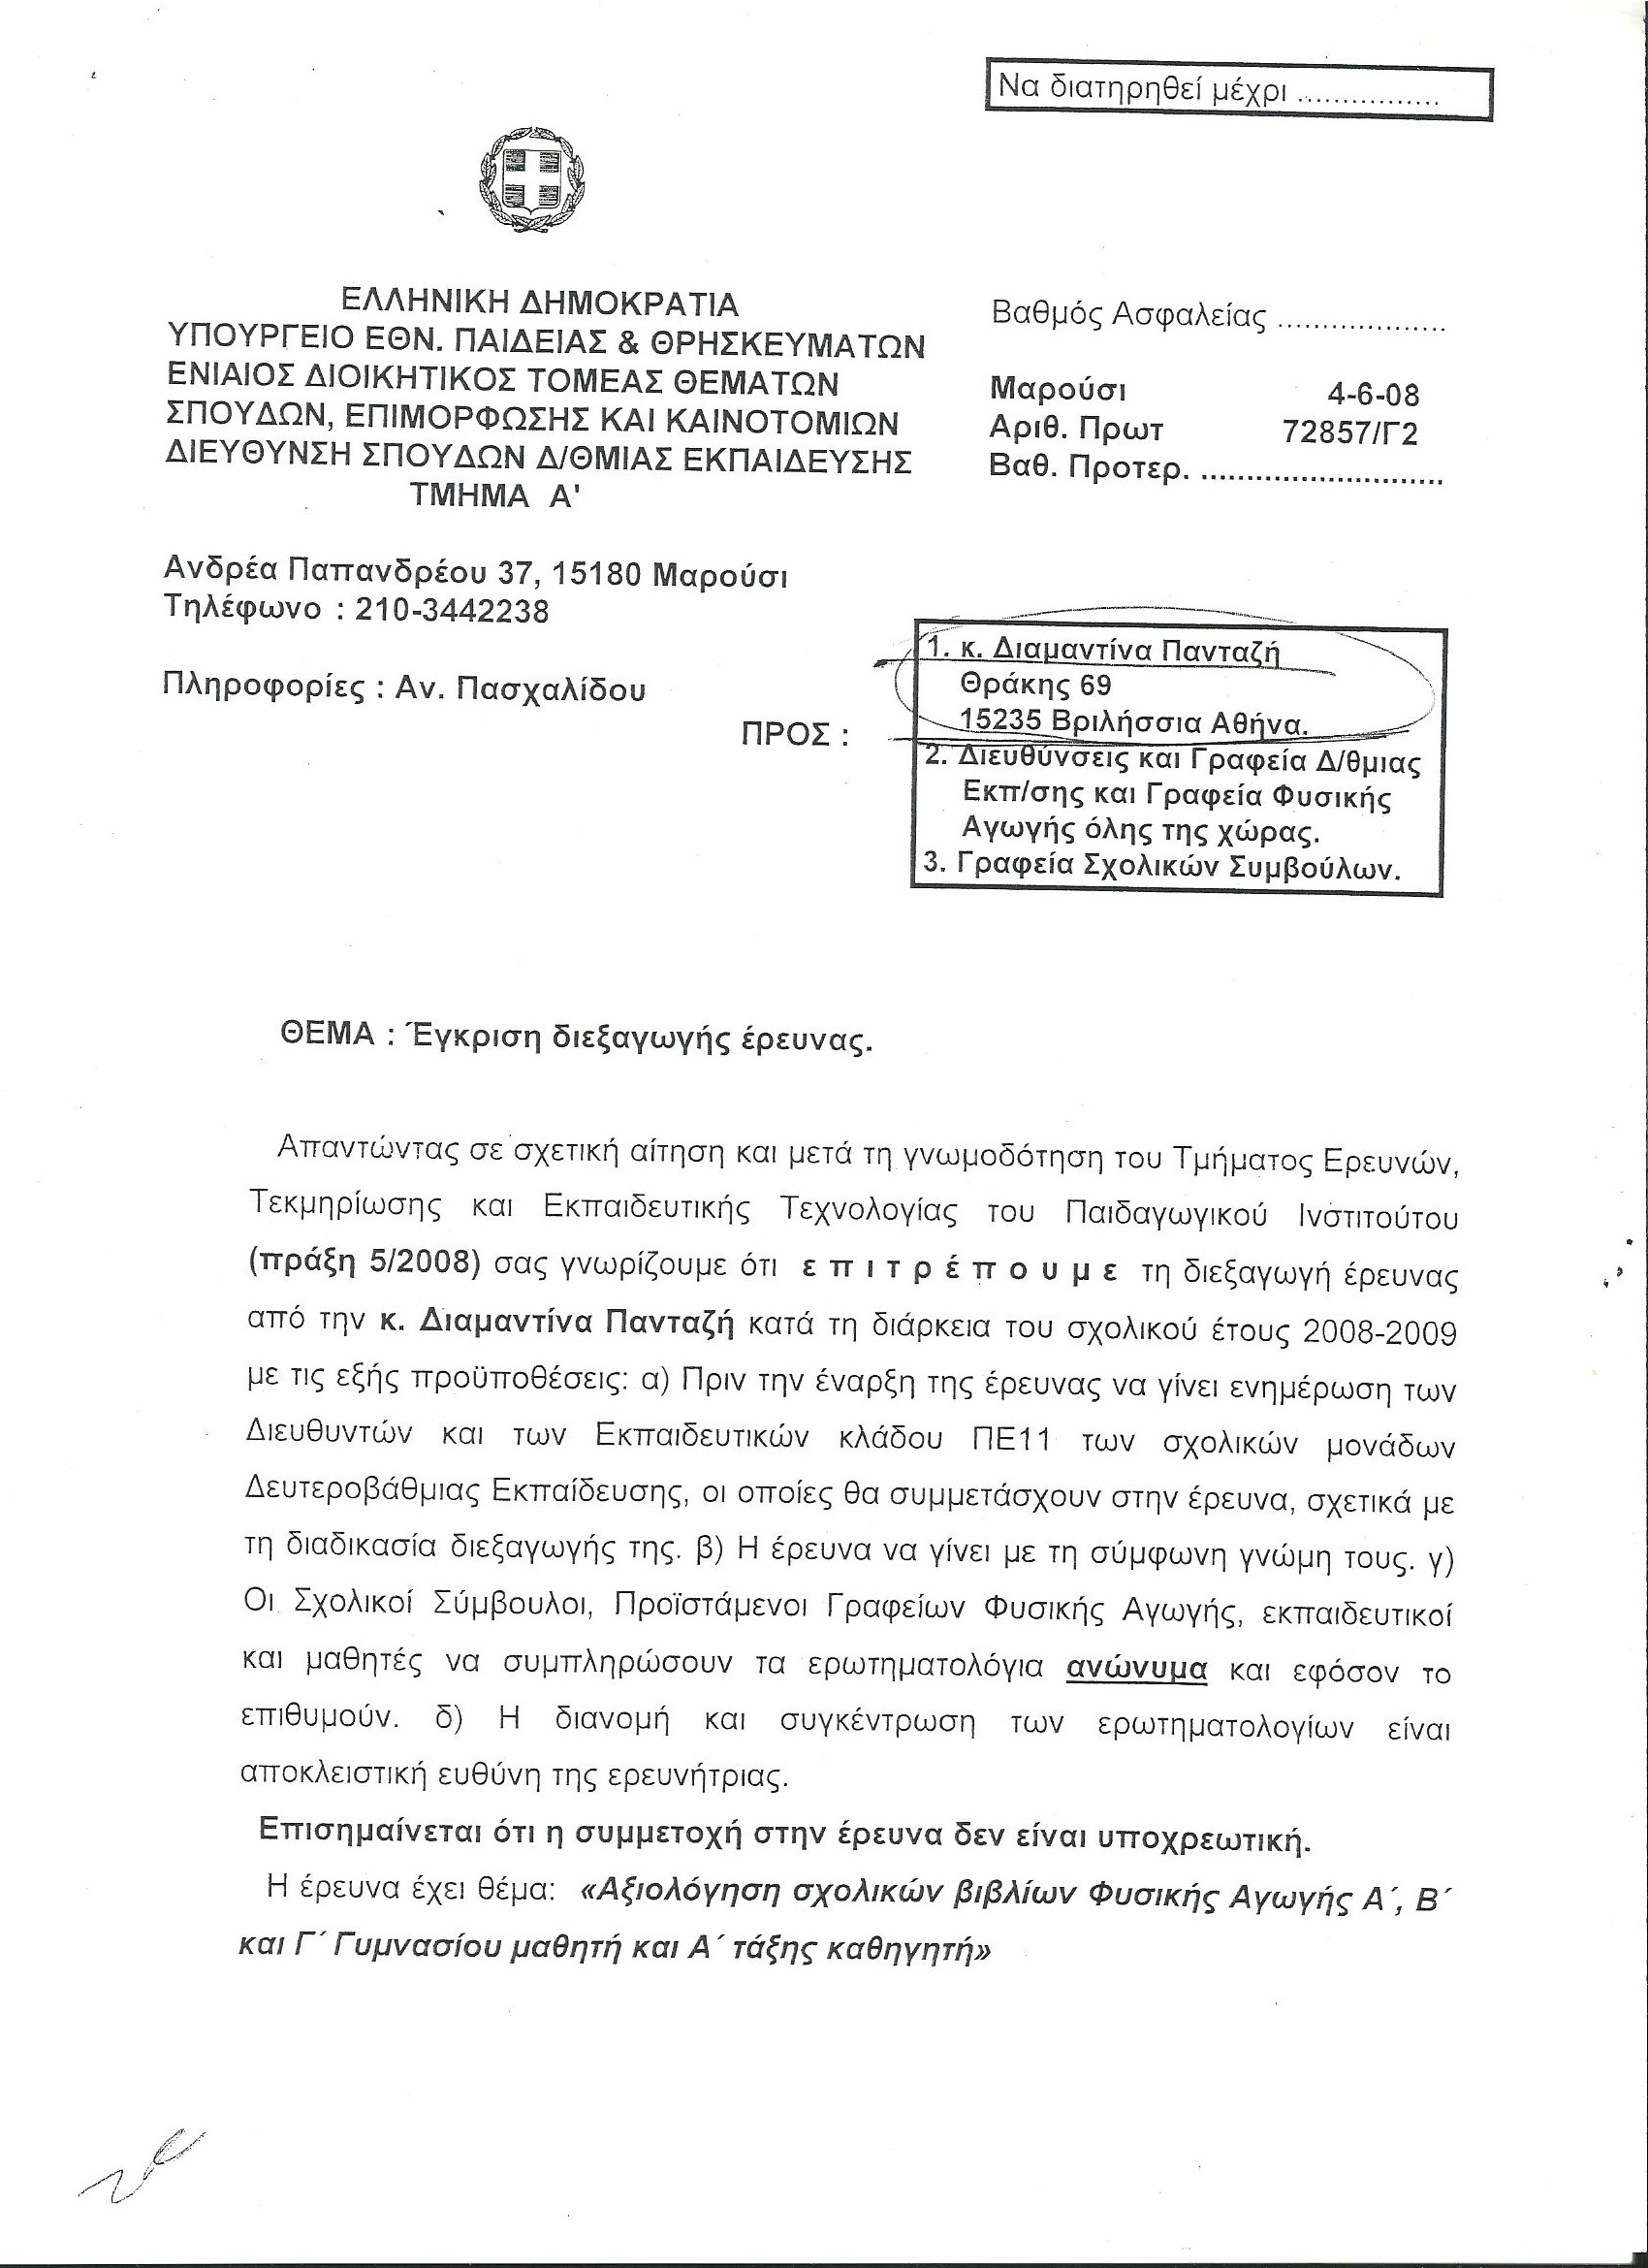 Να διατηρηθεί μέχρι ................
ΕΛΛΗΝΙΚΗ ΔΗΜΟΚΡΑΤΙΑ
ΥΠΟΥΡΓΕΙΟ ΕΘΝ. ΠΑΙΔΕΙΑΣ & ΘΡΗΣΚΕΥΜΑΤΩΝ
ΕΝΙΑΙΟΣ ΔΙΟΙΚΗΤΙΚΟΣ ΤΟΜΕΑΣ ΘΕΜΑΤΩΝ
ΣΠΟΥΔΩΝ, ΕΠΙΜΟΡΦΩΣΗΣ ΚΑΙ ΚΑΙΝΟΤΟΜΙΩΝ
ΔΙΕΥΘΥΝΣΗ ΣΠΟΥΔΩΝ Δ/ΘΜΙΑΣ ΕΚΠΑΙΔΕΥΣΗΣ
ΤΜΗΜΑ Α'
Βαθμός Ασφαλείας ...................
Μαρούσι 4-6-08
Αριθ. Πρωτ 72857/Γ2
Βαθ. Προτερ. ...........................
Ανδρέα Παπανδρέου 37, 15180 Μαρούσι
Τηλέφωνο : 210-3442238
Πληροφορίες : Αν. Πασχαλίδου
ΠΡΟΣ :
1. κ. Διαμαντίνα Πανταζή
Θράκης 69
15235 Βριλήσσια Αθήνα.
2. Διευθύνσεις και Γραφεία Δ/θμιας
Εκπ/σης και Γραφεία Φυσικής
Αγωγής όλης της χώρας.
3. Γραφεία Σχολικών Συμβούλων.
ΘΕΜΑ : Έγκριση διεξαγωγής έρευνας.
Απαντώντας σε σχετική αίτηση και μετά τη γνωμοδότηση του Τμήματος Ερευνών,
Τεκμηρίωσης και Εκπαιδευτικής Τεχνολογίας του Παιδαγωγικού Ινστιτούτου
(πράξη 5/2008) σας γνωρίζουμε ότι ε π ι τ ρ έ π ο υ μ ε τη διεξαγωγή έρευνας
από την κ. Διαμαντίνα Πανταζή κατά τη διάρκεια του σχολικού έτους 2008-2009
με τις εξής προϋποθέσεις: α) Πριν την έναρξη της έρευνας να γίνει ενημέρωση των
Διευθυντών και των Εκπαιδευτικών κλάδου ΠΕ11 των σχολικών μονάδων
Δευτεροβάθμιας Εκπαίδευσης, οι οποίες θα συμμετάσχουν στην έρευνα, σχετικά με
τη διαδικασία διεξαγωγής της. β) Η έρευνα να γίνει με τη σύμφωνη γνώμη τους. γ)
Οι Σχολικοί Σύμβουλοι, Προϊστάμενοι Γραφείων Φυσικής Αγωγής, εκπαιδευτικοί
και μαθητές να συμπληρώσουν τα ερωτηματολόγια ανώνυμα και εφόσον το
επιθυμούν. δ) Η διανομή και συγκέντρωση των ερωτηματολογίων είναι
αποκλειστική ευθύνη της ερευνήτριας.
Επισημαίνεται ότι η συμμετοχή στην έρευνα δεν είναι υποχρεωτική.
Η έρευνα έχει θέμα: «Αξιολόγηση σχολικών βιβλίων Φυσικής Αγωγής Α΄, Β΄
και Γ΄ Γυμνασίου μαθητή και Α΄ τάξης καθηγητή»